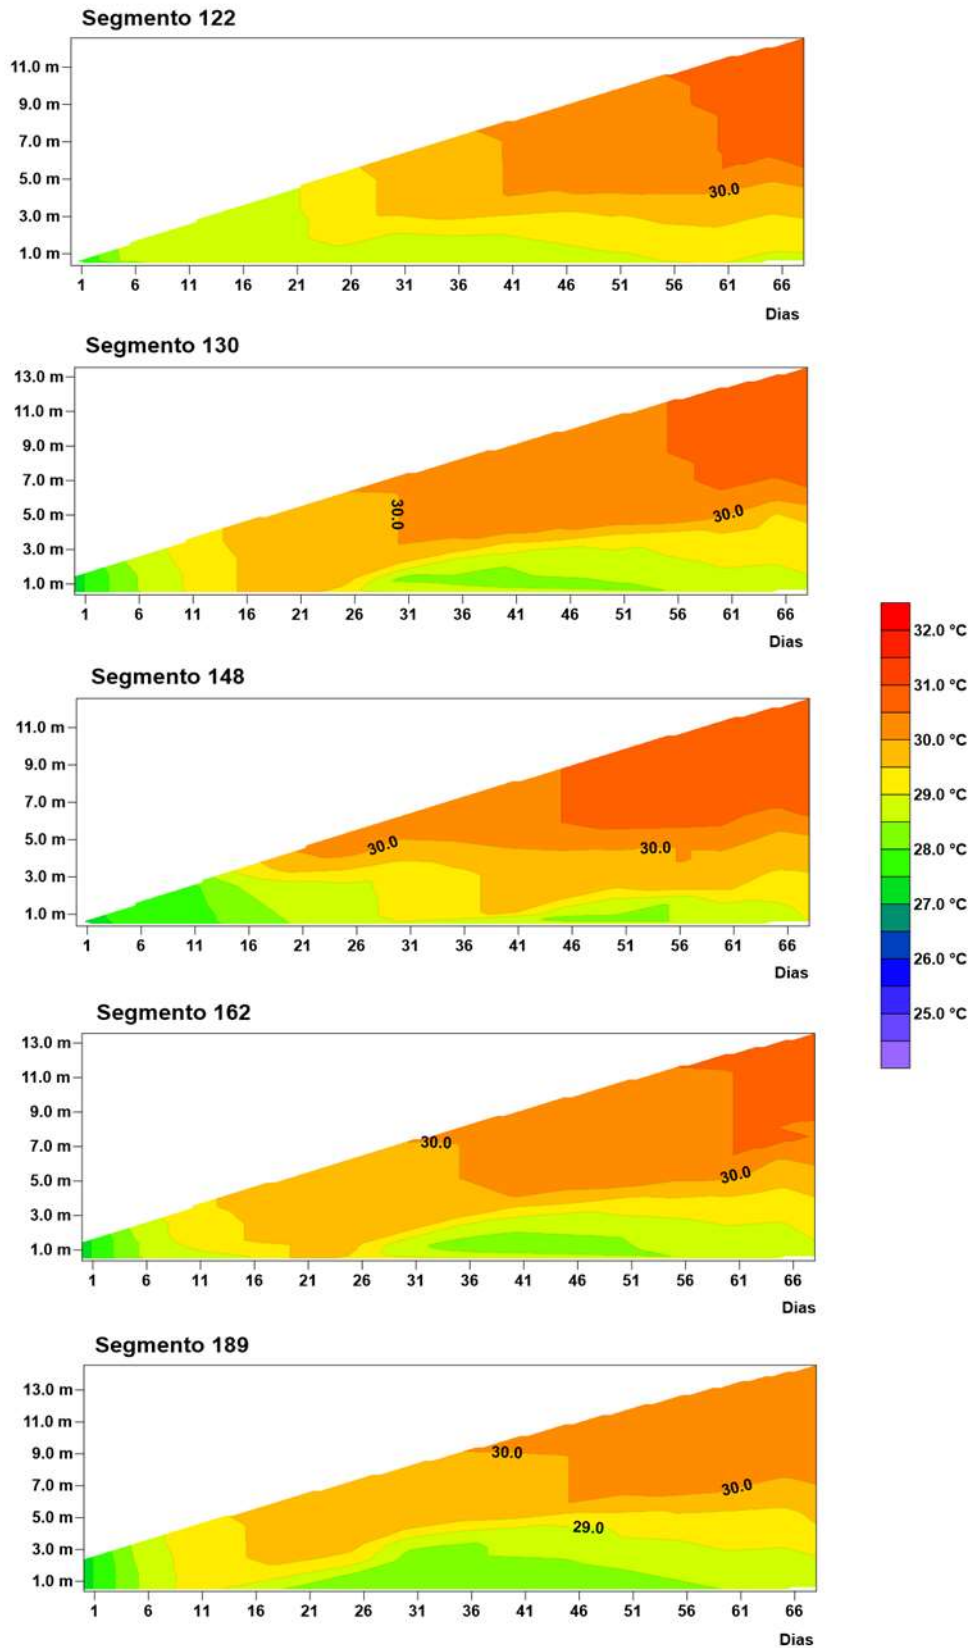 Segmento 122
11.0 m
9.0 m
7.0 m
5.0 m
3.0 m
1.0 m
30.0
1 6 11 16 21 26 31 36 41 46 51 56 61 66
Dias
Segmento 130
13.0 m
11.0 m
9.0 m
7.0 m
5.0 m
3.0 m
1.0 m
30.0
30.0
1 6 11 16 21 26 31 36 41 46 51 56 61 66
Dias
Segmento 148
11.0 m
9.0 m
7.0 m
5.0 m
3.0 m
1.0 m
30.0
30.0
1 6 11 16 21 26 31 36 41 46 51 56 61 66
Dias
Segmento 162
13.0 m
11.0 m
9.0 m
7.0 m
5.0 m
3.0 m
1.0 m
30.0
30.0
1 6 11 16 21 26 31 36 41 46 51 56 61 66
Dias
Segmento 189
13.0 m
11.0 m
9.0 m
7.0 m
5.0 m
3.0 m
1.0 m
30.0
30.0
29.0
1 6 11 16 21 26 31 36 41 46 51 56 61 66
Dias
32.0 °C
31.0 °C
30.0 °C
29.0 °C
28.0 °C
27.0 °C
26.0 °C
25.0 °C